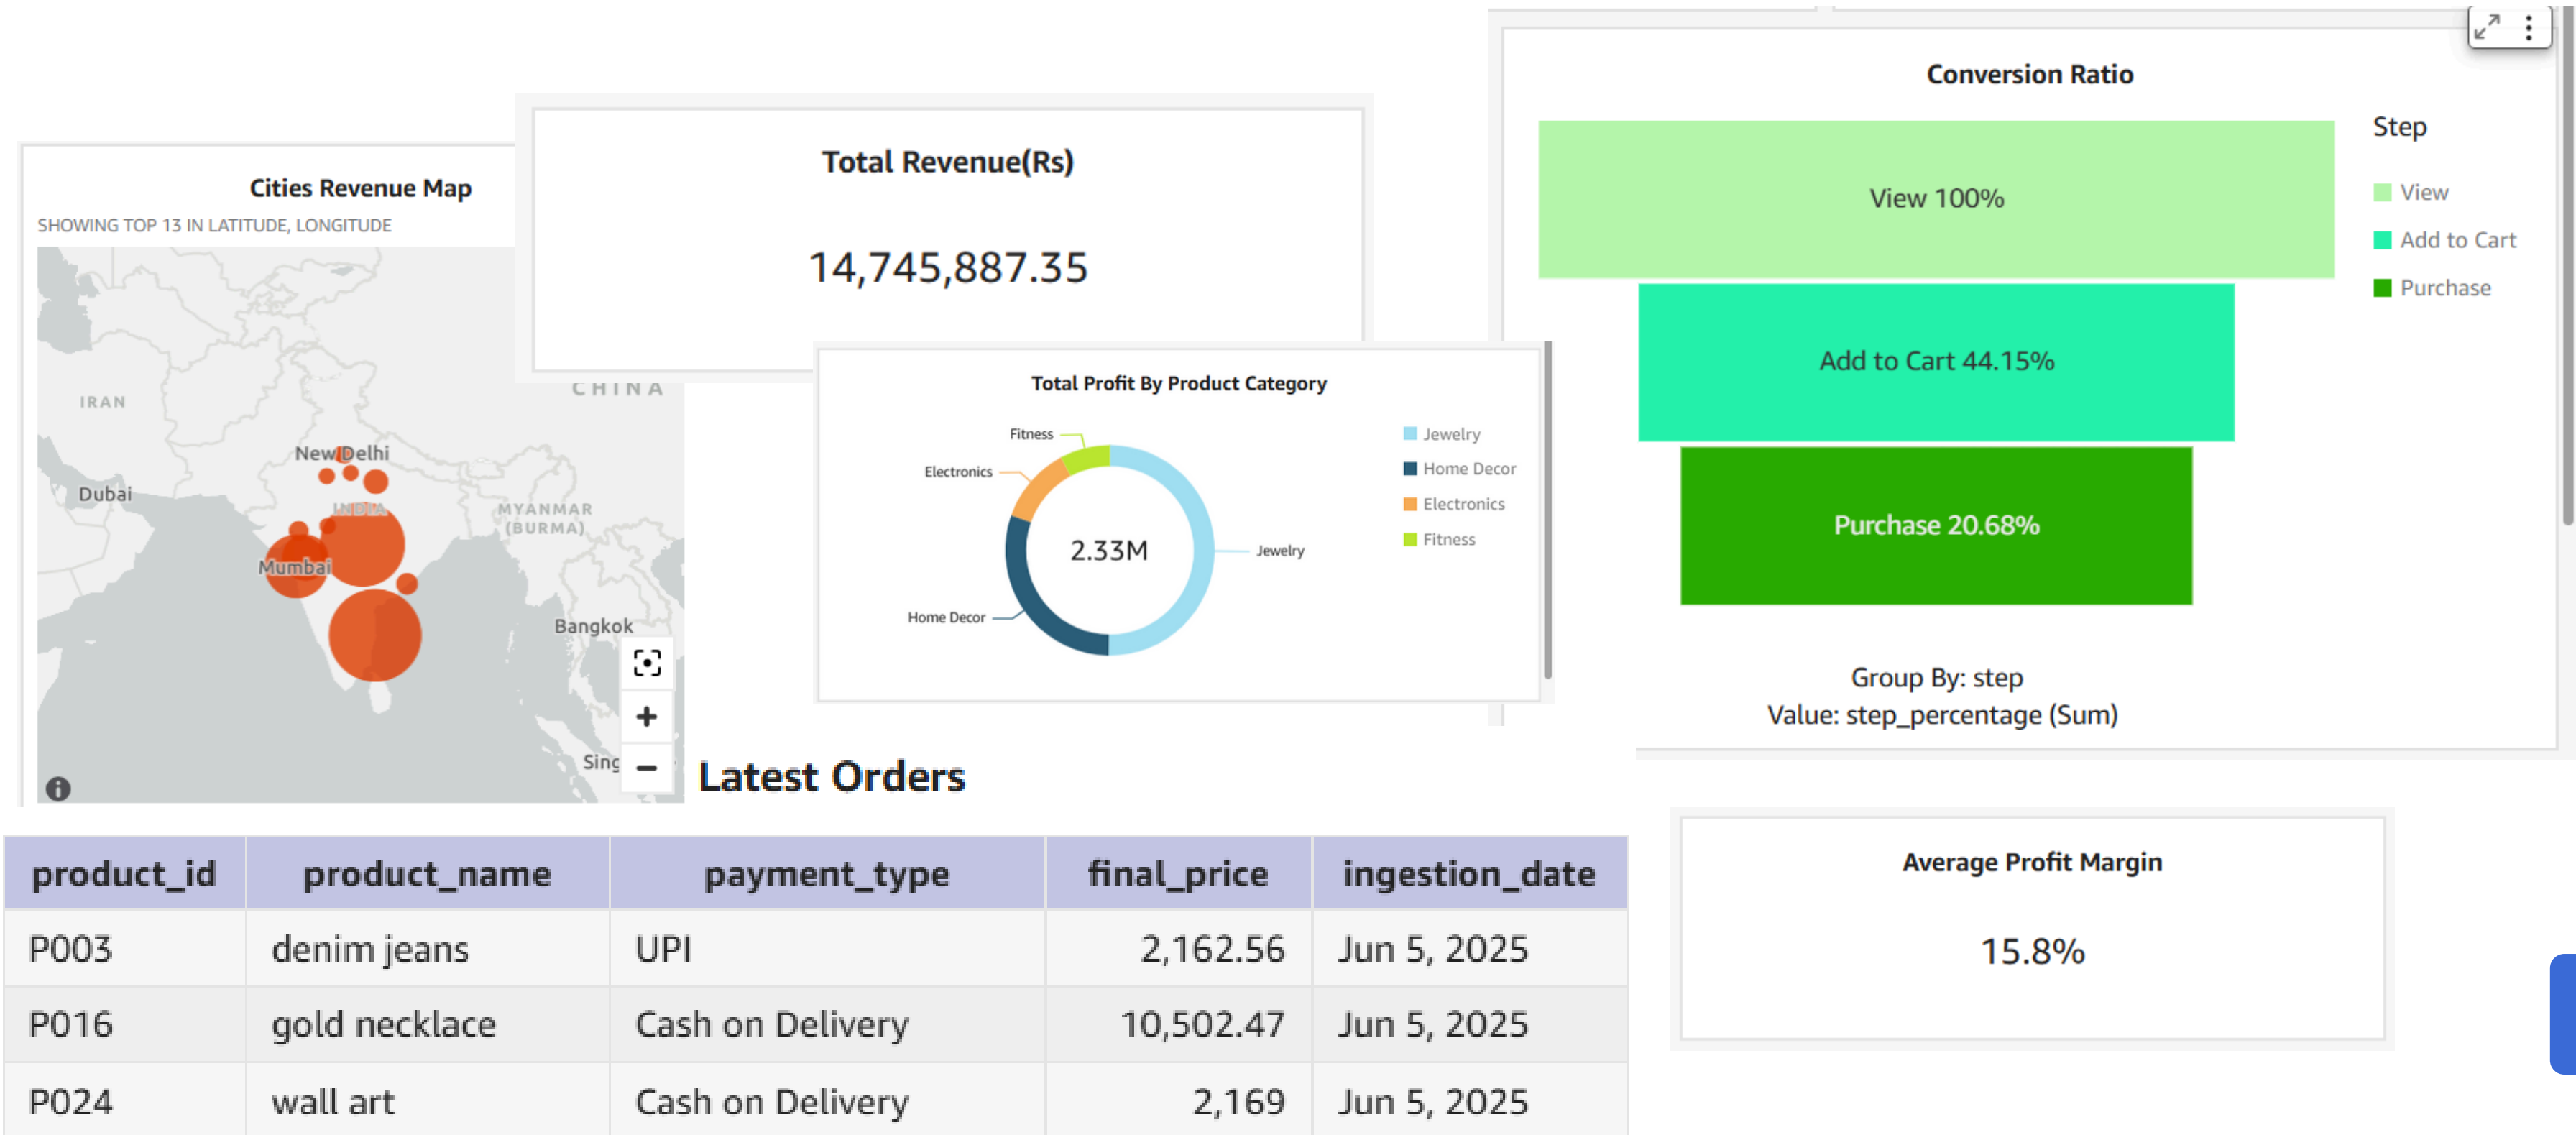 Cities Revenue Map
SHOWING TOP 13 IN LATITUDE, LONGITUDE
CHINA
IRAN
New Delhi
Dubai
INDIA
MYANMAR
(BURMA)
Mumbai
Bangkok
Sing
Total Revenue(Rs)
14,745,887.35
Total Profit By Product Category
Fitness
Electronics
Home Decor
Jewelry
2.33M
Jewelry
Home Decor
Electronics
Fitness
Conversion Ratio
View 100%
Add to Cart 44.15%
Purchase 20.68%
Step
View
Add to Cart
Purchase
Group By: step
Value: step_percentage (Sum)
Latest Orders
product_id product_name payment_type final_price ingestion_date
P003 denim jeans UPI 2,162.56 Jun 5, 2025
P016 gold necklace Cash on Delivery 10,502.47 Jun 5, 2025
P024 wall art Cash on Delivery 2,169 Jun 5, 2025
Average Profit Margin
15.8%